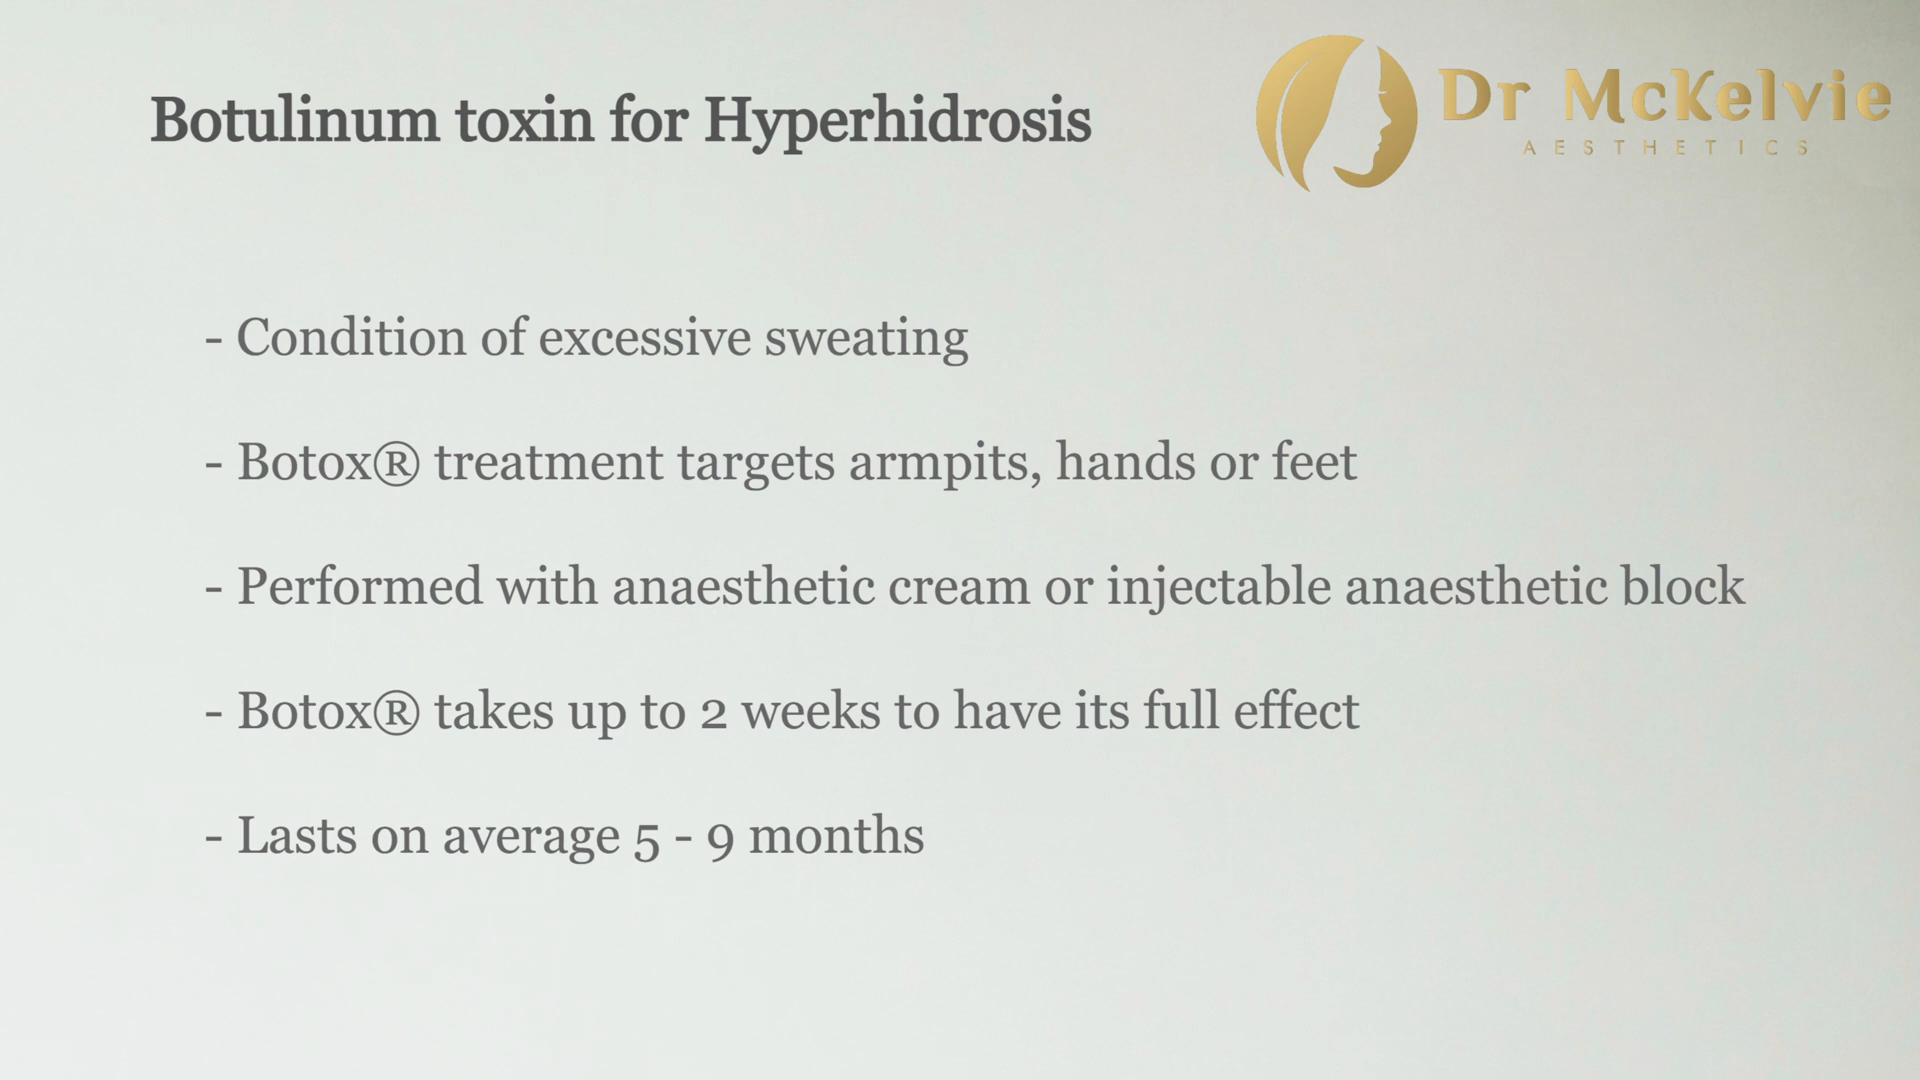 Botulinum toxin for Hyperhidrosis
Dr McKelvie
AESTHETICS
- Condition of excessive sweating
- Botox® treatment targets armpits, hands or feet
- Performed with anaesthetic cream or injectable anaesthetic block
- Botox® takes up to 2 weeks to have its full effect
- Lasts on average 5 - 9 months